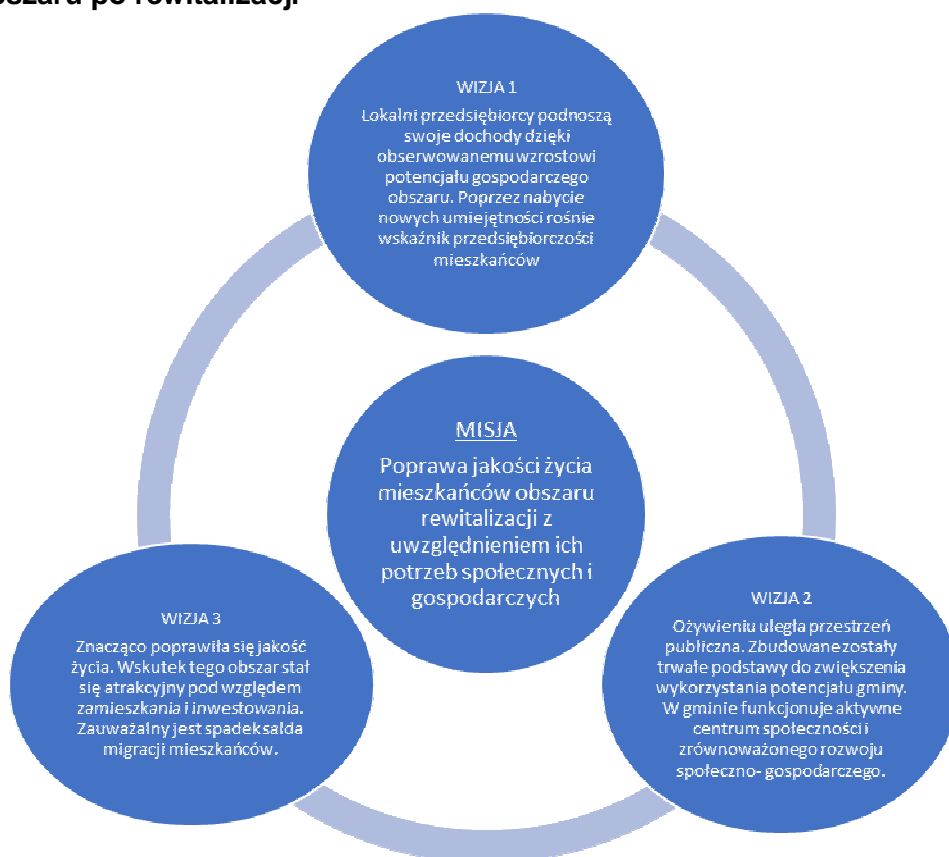 obszaru po rewitalizacji
WIZJA 1
Lokalni przedsiębiorcy podnoszą
swoje dochody dzięki
obserwowanemu wzrostowi
potencjału gospodarczego
obszaru. Poprzez nabycie
nowych umiejętności rośnie
wskaźnik przedsiębiorczości
mieszkańców
MISJA
Poprawa jakości życia
mieszkańców obszaru
rewitalizacji z
uwzględnieniem ich
potrzeb społecznych i
gospodarczych
WIZJA 2
Ożywieniu uległa przestrzeń
publiczna. Zbudowane zostały
trwałe podstawy do zwiększenia
wykorzystania potencjału gminy.
W gminie funkcjonuje aktywne
centrum społeczności i
zrównoważonego rozwoju
społeczno- gospodarczego.
WIZJA 3
Znacząco poprawiła się jakość
życia. Wskutek tego obszar stał
się atrakcyjny pod względem
zamieszkania i inwestowania.
Zauważalny jest spadek salda
migracji mieszkańców.